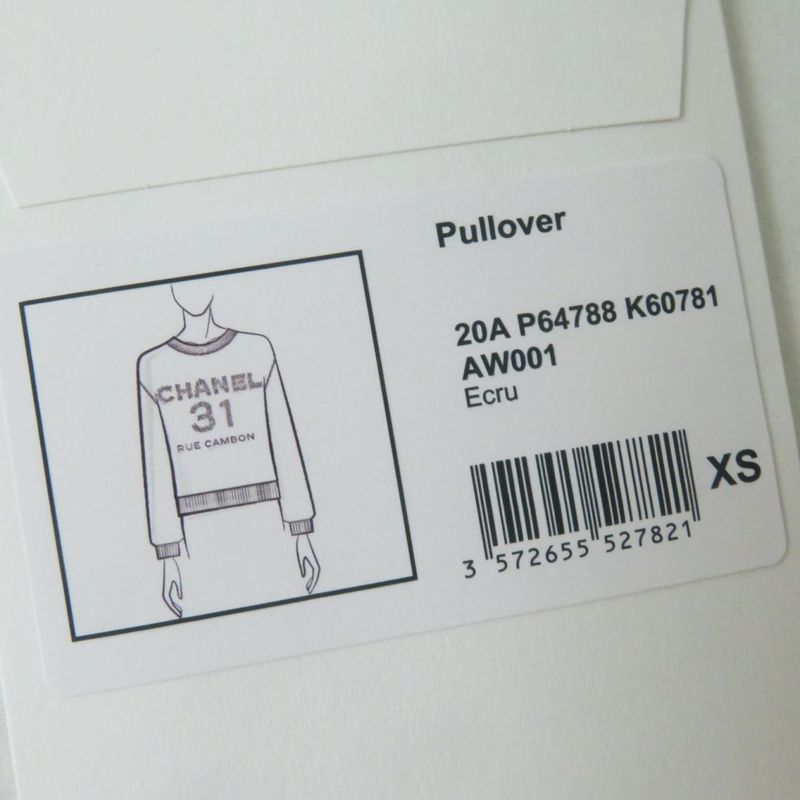 Pullover
20A P64788 K60781
AW001
Ecru
XS
3 572655 527821
CHANEL
31
RUE CAMBON